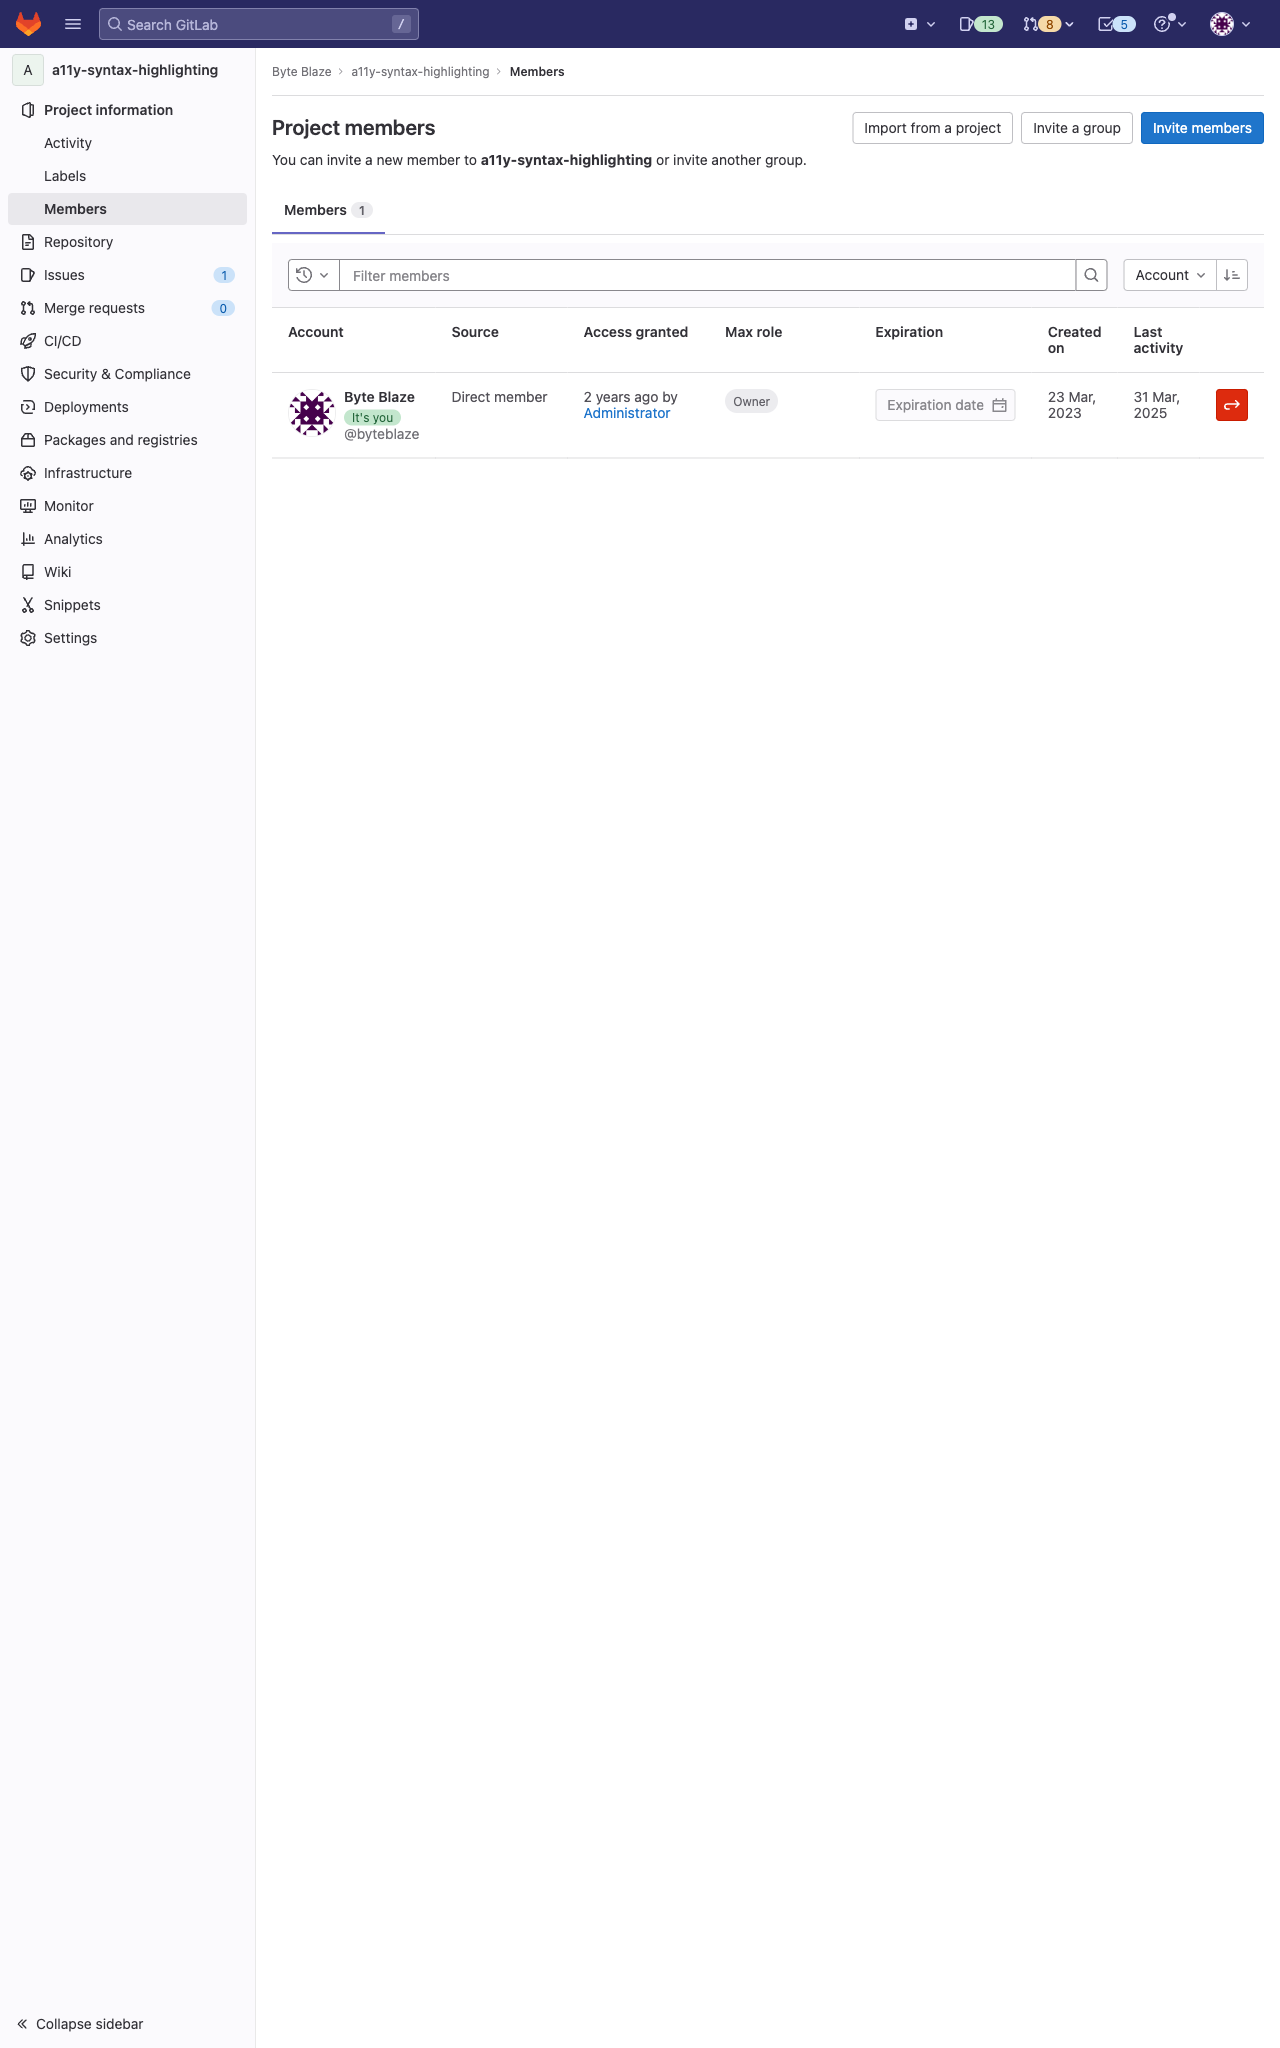 Search GitLab
/
13
8
5
A
a11y-syntax-highlighting
Project information
Activity
Labels
Members
Repository
Issues
1
Merge requests
0
CI/CD
Security & Compliance
Deployments
Packages and registries
Infrastructure
Monitor
Analytics
Wiki
Snippets
Settings
Collapse sidebar
Byte Blaze
a11y-syntax-highlighting
Members
Project members
Import from a project
Invite a group
Invite members
You can invite a new member to a11y-syntax-highlighting or invite another group.
Members 1
Filter members
Account
Account
Source
Access granted
Max role
Expiration
Created
on
Last
activity
Byte Blaze
It's you
@byteblaze
Direct member
2 years ago by
Administrator
Owner
Expiration date
23 Mar,
2023
31 Mar,
2025